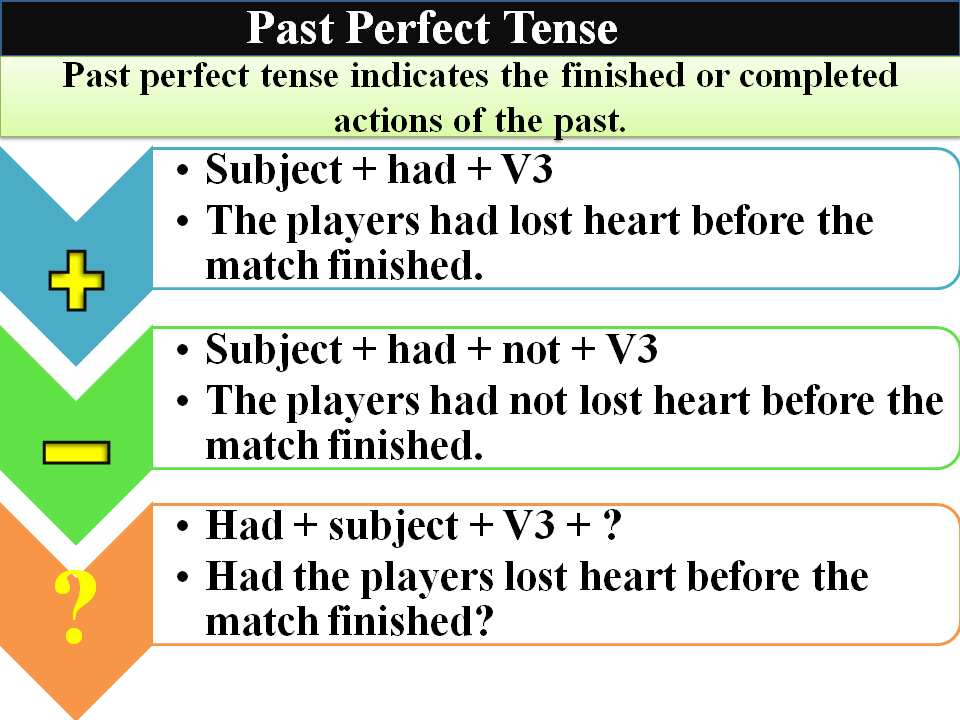 Past Perfect Tense
Past perfect tense indicates the finished or completed
actions of the past.
• Subject + had + V3
• The players had lost heart before the
match finished.
• Subject + had + not + V3
• The players had not lost heart before the
match finished.
• Had + subject + V3 + ?
• Had the players lost heart before the
match finished?
?